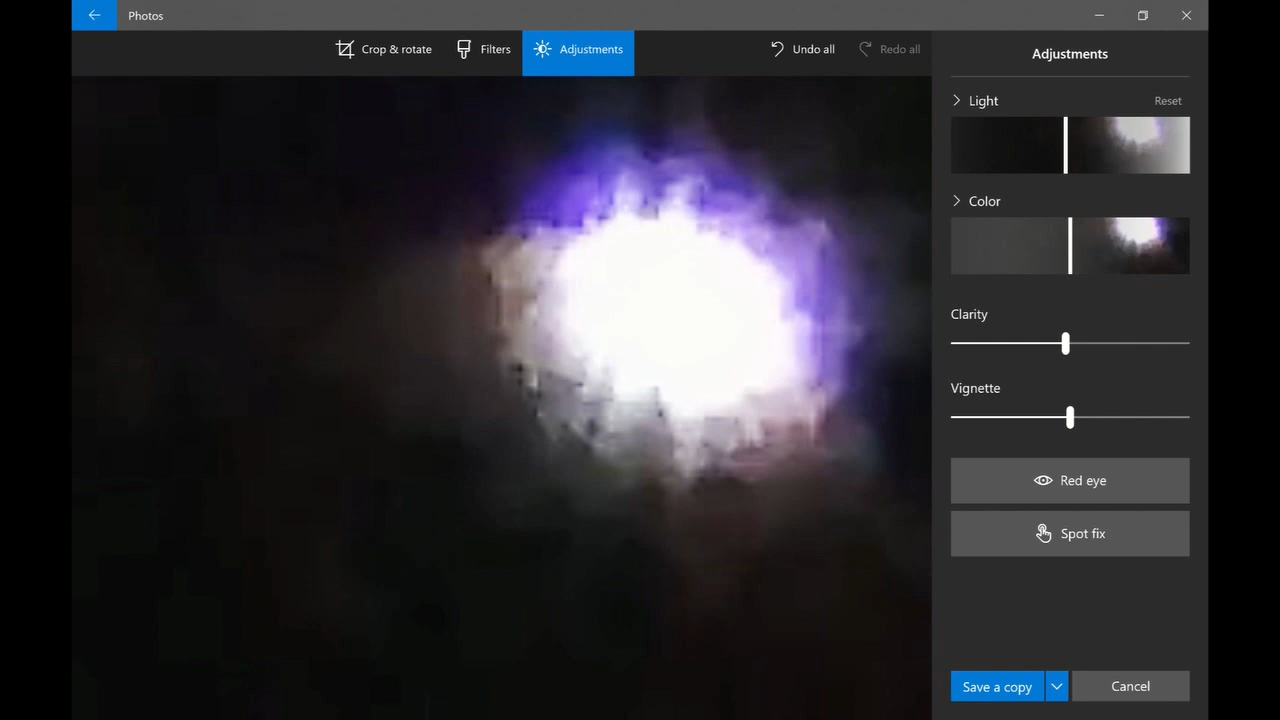 Photos
Crop & rotate
Filters
Adjustments
Undo all
Redo all
Adjustments
Light
Reset
Color
Clarity
Vignette
Red eye
Spot fix
Save a copy
Cancel